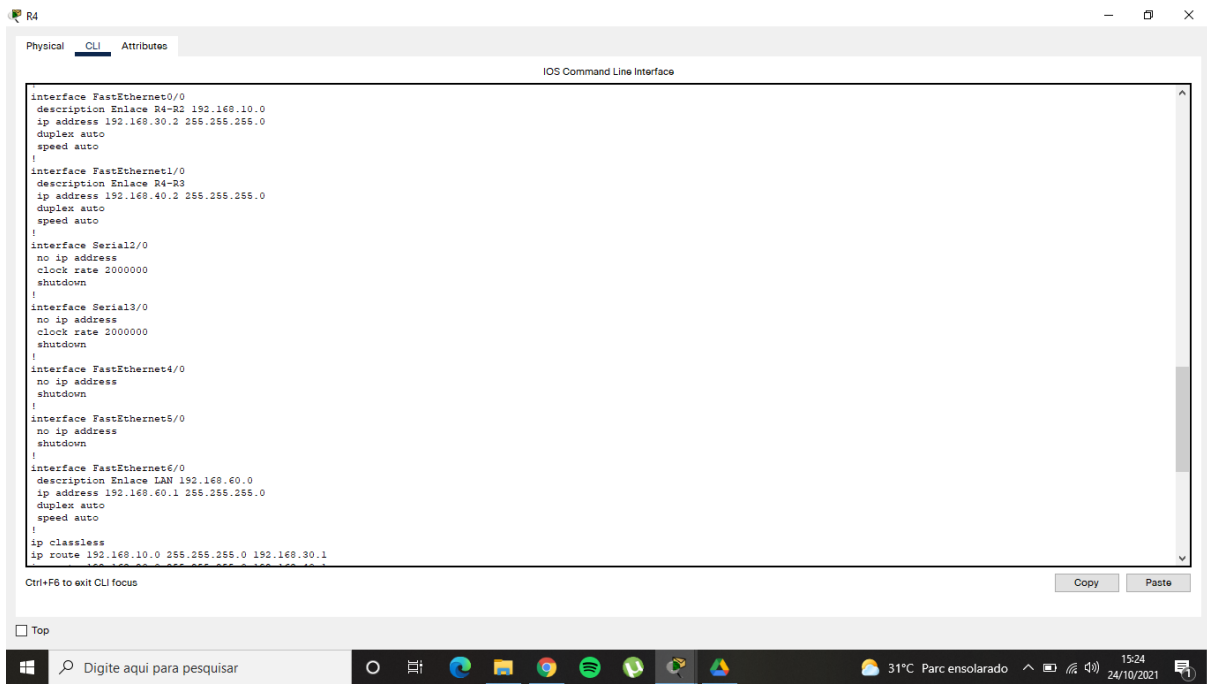 R4
Physical CLI Attributes
IOS Command Line Interface
!
interface FastEthernet0/0
description Enlace R4-R2 192.168.10.0
ip address 192.168.30.2 255.255.255.0
duplex auto
speed auto
!
interface FastEthernet1/0
description Enlace R4-R3
ip address 192.168.40.2 255.255.255.0
duplex auto
speed auto
!
interface Serial2/0
no ip address
clock rate 2000000
shutdown
!
interface Serial3/0
no ip address
clock rate 2000000
shutdown
!
interface FastEthernet4/0
no ip address
shutdown
!
interface FastEthernet5/0
no ip address
shutdown
!
interface FastEthernet6/0
description Enlace LAN 192.168.60.0
ip address 192.168.60.1 255.255.255.0
duplex auto
speed auto
!
ip classless
ip route 192.168.10.0 255.255.255.0 192.168.30.1
Ctrl+F6 to exit CLI focus
Copy Paste
Top
Digite aqui para pesquisar
31°C Parc ensolarado
15:24
24/10/2021
1